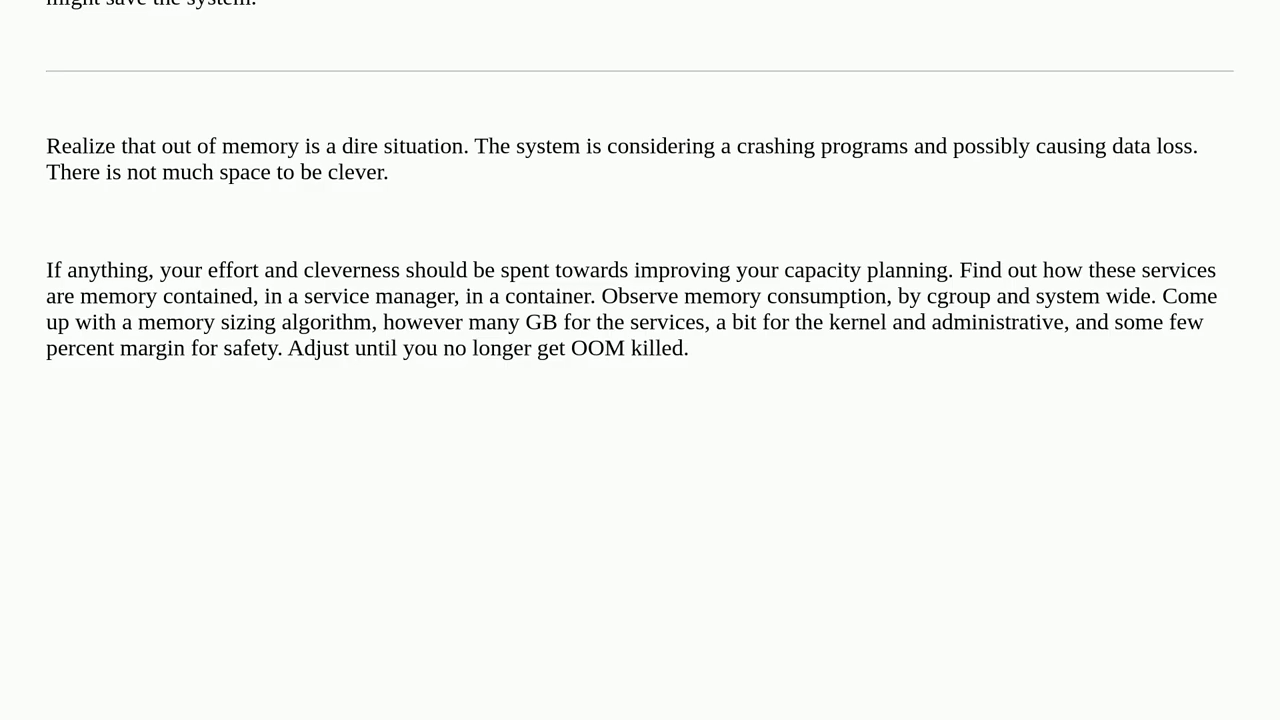 might save the system.
Realize that out of memory is a dire situation. The system is considering a crashing programs and possibly causing data loss.
There is not much space to be clever.
If anything, your effort and cleverness should be spent towards improving your capacity planning. Find out how these services
are memory contained, in a service manager, in a container. Observe memory consumption, by cgroup and system wide. Come
up with a memory sizing algorithm, however many GB for the services, a bit for the kernel and administrative, and some few
percent margin for safety. Adjust until you no longer get OOM killed.